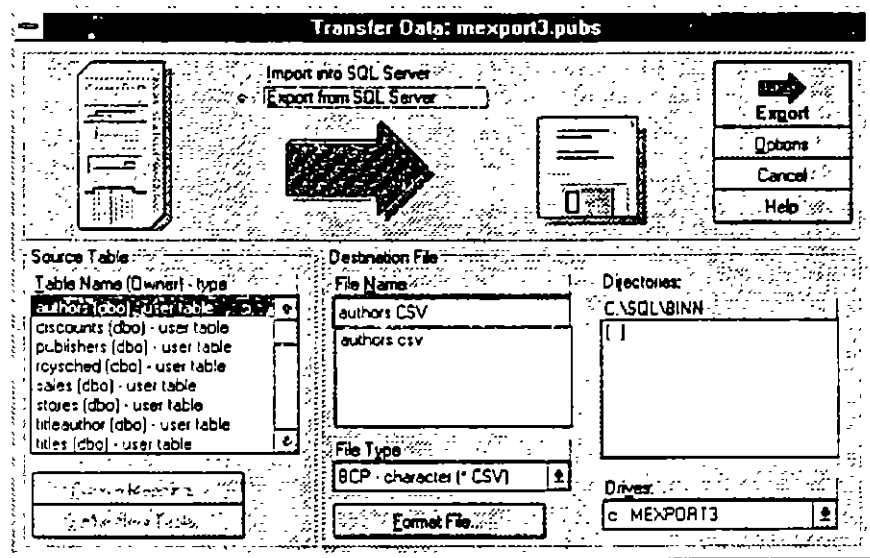 Transfer Data: mexport3.pubs
Import into SQL Server
Export from SQL Server
Export
Options
Cancel
Help
Source Table
Table Name (Owner) - type
authors (dbo) - user table
discounts (dbo) - user table
publishers (dbo) - user table
roysched (dbo) - user table
sales (dbo) - user table
stores (dbo) - user table
titleauthor (dbo) - user table
titles (dbo) - user table
Destination File
File Name:
authors CSV
authors csv
File Type
BCP - character (* CSV)
Format File...
Directories:
C:\SQL\BINN
[ ]
Drives:
c MEXPORT3